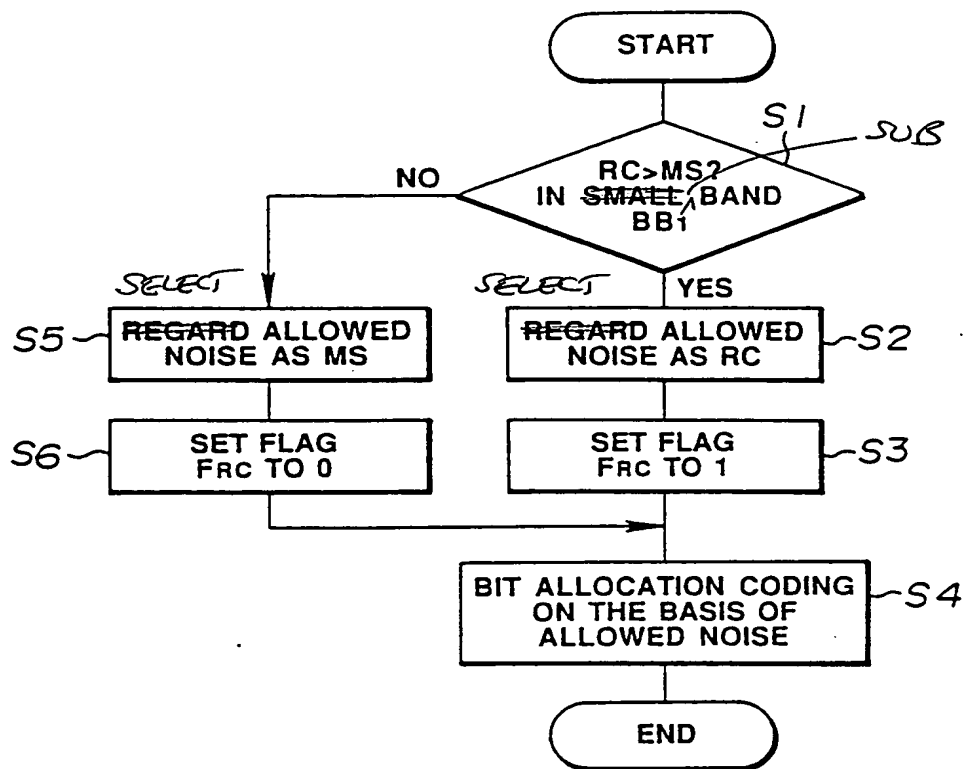 START
S1
SUB
RC>MS?
IN SMALL BAND
BB1
NO
YES
SELECT
SELECT
S5
REGARD ALLOWED
NOISE AS MS
REGARD ALLOWED
NOISE AS RC
S2
S6
SET FLAG
FRC TO 0
SET FLAG
FRC TO 1
S3
BIT ALLOCATION CODING
ON THE BASIS OF
ALLOWED NOISE
S4
END